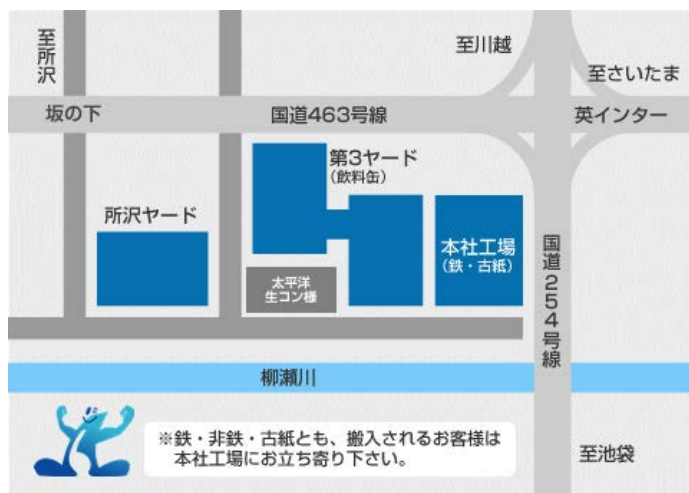 至所沢
至川越
至さいたま
坂の下
国道463号線
英インター
第3ヤード
（飲料缶）
所沢ヤード
本社工場
（鉄・古紙）
太平洋
生コン様
国道254号線
柳瀬川
※鉄・非鉄・古紙とも、搬入されるお客様は
本社工場にお立ち寄り下さい。
至池袋